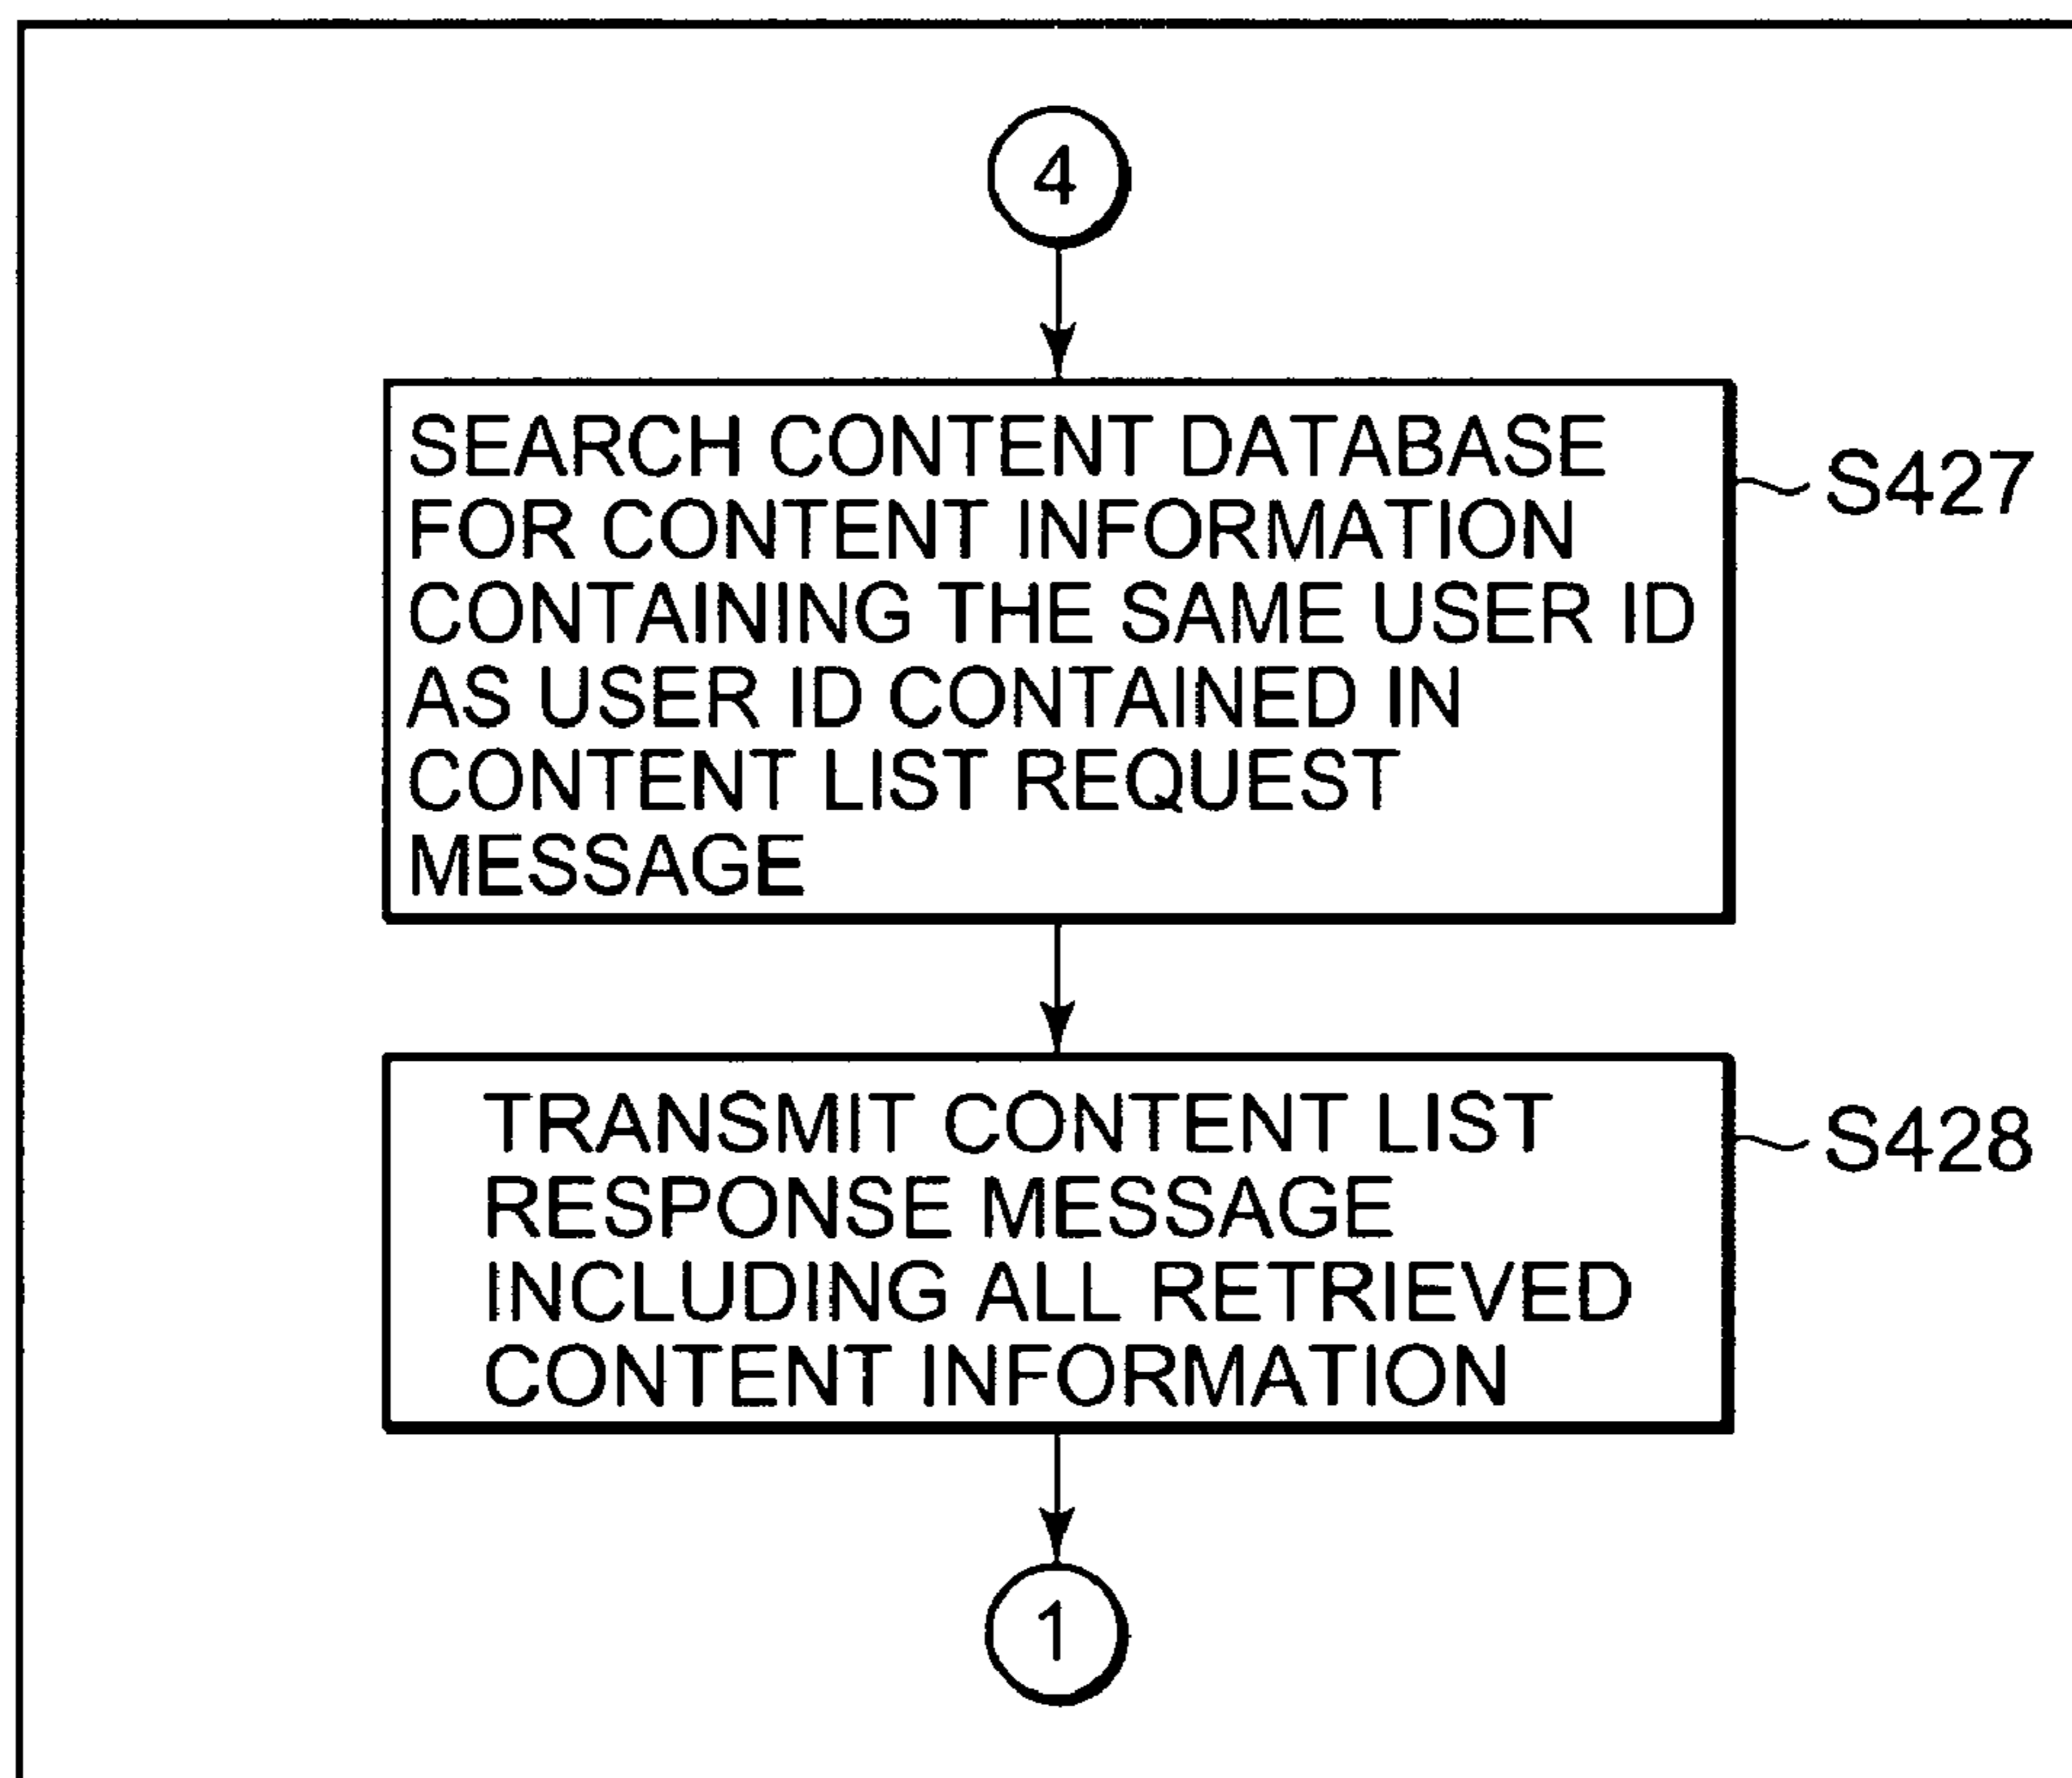 4
SEARCH CONTENT DATABASE
FOR CONTENT INFORMATION
CONTAINING THE SAME USER ID
AS USER ID CONTAINED IN
CONTENT LIST REQUEST
MESSAGE
S427
TRANSMIT CONTENT LIST
RESPONSE MESSAGE
INCLUDING ALL RETRIEVED
CONTENT INFORMATION
S428
1